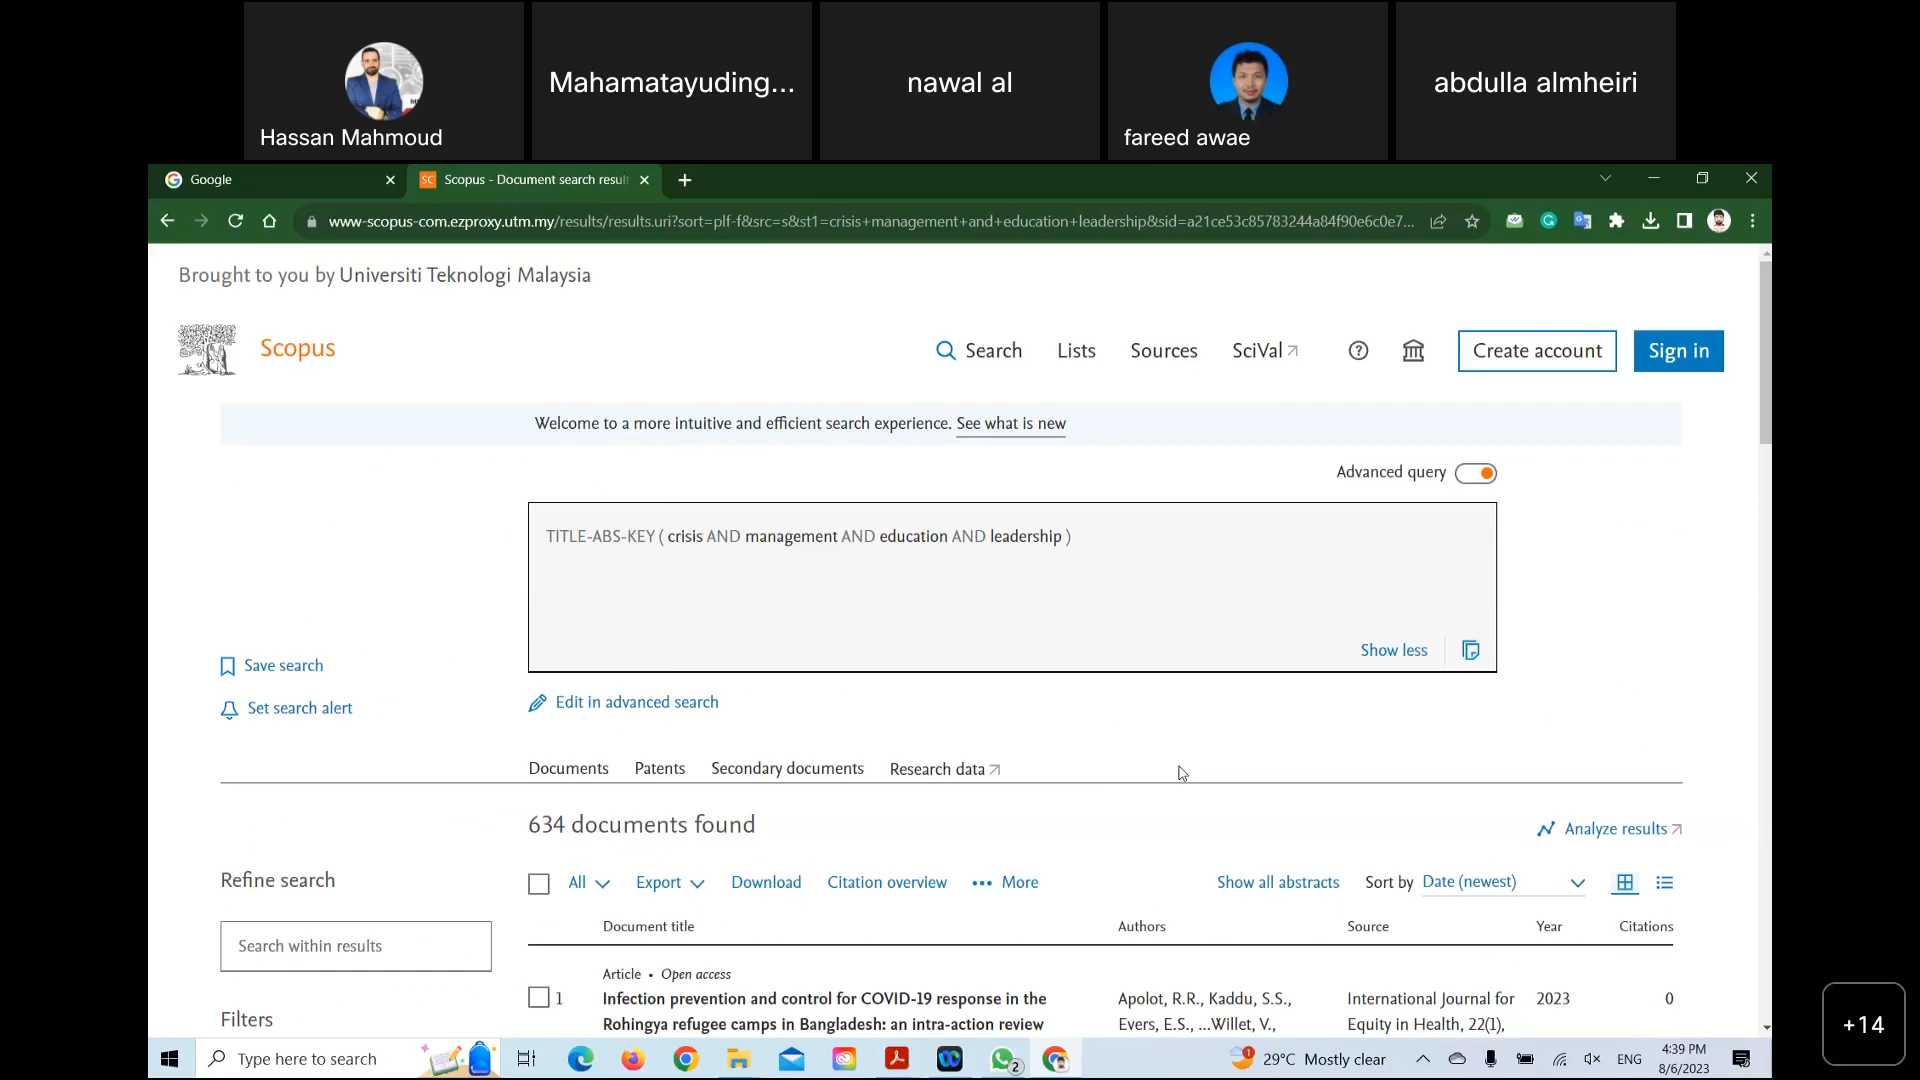 Hassan Mahmoud
Mahamatayuding...
nawal al
fareed awae
abdulla almheiri
Google
Scopus - Document search result
www-scopus-com.ezproxy.utm.my/results/results.uri?sort=plf-f&src=s&st1=crisis+management+and+education+leadership&sid=a21ce53c85783244a84f90e6c0e7...
Brought to you by Universiti Teknologi Malaysia
Scopus
Search
Lists
Sources
SciVal
Create account
Sign in
Welcome to a more intuitive and efficient search experience. See what is new
Advanced query
TITLE-ABS-KEY ( crisis AND management AND education AND leadership )
Show less
Save search
Set search alert
Edit in advanced search
Documents
Patents
Secondary documents
Research data
634 documents found
Analyze results
Refine search
All
Export
Download
Citation overview
More
Show all abstracts
Sort by Date (newest)
Document title
Authors
Source
Year
Citations
Search within results
Article • Open access
1
Infection prevention and control for COVID-19 response in the
Rohingya refugee camps in Bangladesh: an intra-action review
Apolot, R.R., Kaddu, S.S.,
Evers, E.S., ...Willet, V.,
International Journal for
Equity in Health, 22(1),
2023
0
Filters
+14
Type here to search
2
1
29°C Mostly clear
ENG
4:39 PM
8/6/2023